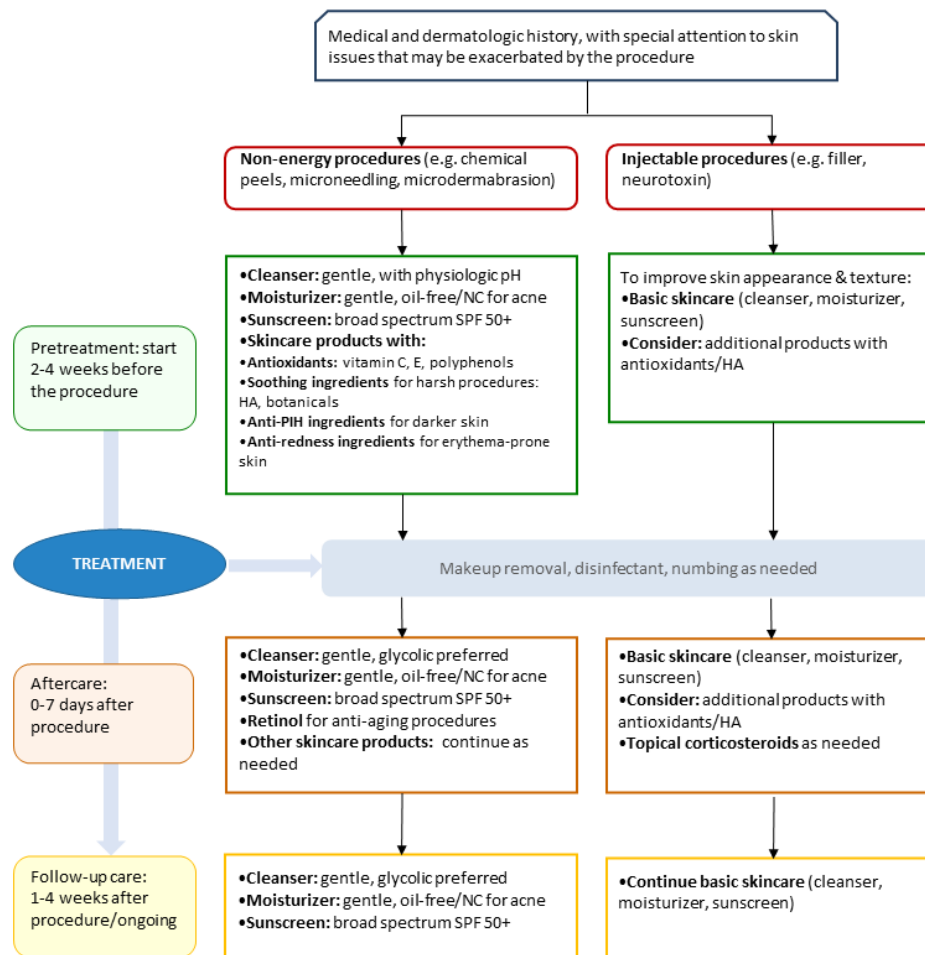 Medical and dermatologic history, with special attention to skin
issues that may be exacerbated by the procedure
Non-energy procedures (e.g. chemical
peels, microneedling, microdermabrasion)
Injectable procedures (e.g. filler,
neurotoxin)
Pretreatment: start
2-4 weeks before
the procedure
•Cleanser: gentle, with physiologic pH
•Moisturizer: gentle, oil-free/NC for acne
•Sunscreen: broad spectrum SPF 50+
•Skincare products with:
•Antioxidants: vitamin C, E, polyphenols
•Soothing ingredients for harsh procedures:
HA, botanicals
•Anti-PIH ingredients for darker skin
•Anti-redness ingredients for erythema-prone
skin
To improve skin appearance & texture:
•Basic skincare (cleanser, moisturizer,
sunscreen)
•Consider: additional products with
antioxidants/HA
TREATMENT
Makeup removal, disinfectant, numbing as needed
Aftercare:
0-7 days after
procedure
•Cleanser: gentle, glycolic preferred
•Moisturizer: gentle, oil-free/NC for acne
•Sunscreen: broad spectrum SPF 50+
•Retinol for anti-aging procedures
•Other skincare products: continue as
needed
•Basic skincare (cleanser, moisturizer,
sunscreen)
•Consider: additional products with
antioxidants/HA
•Topical corticosteroids as needed
Follow-up care:
1-4 weeks after
procedure/ongoing
•Cleanser: gentle, glycolic preferred
•Moisturizer: gentle, oil-free/NC for acne
•Sunscreen: broad spectrum SPF 50+
•Continue basic skincare (cleanser,
moisturizer, sunscreen)